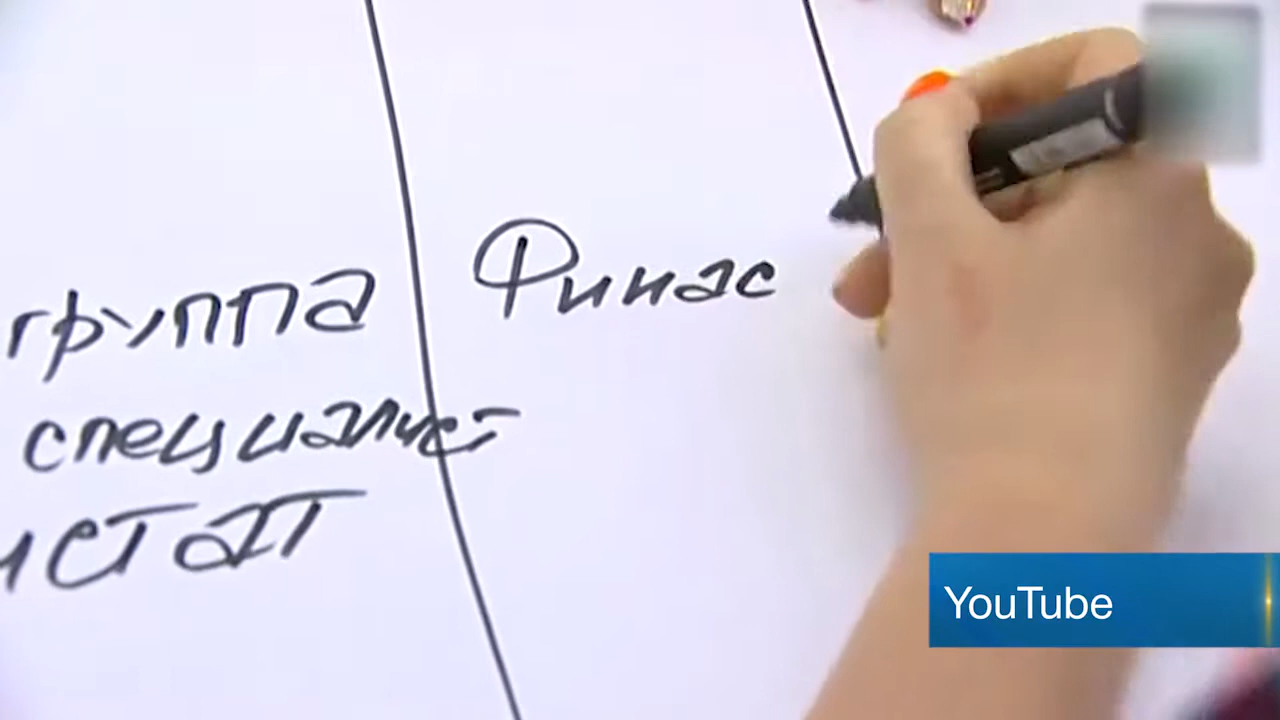 группа
специалист
истат
Финас
YouTube